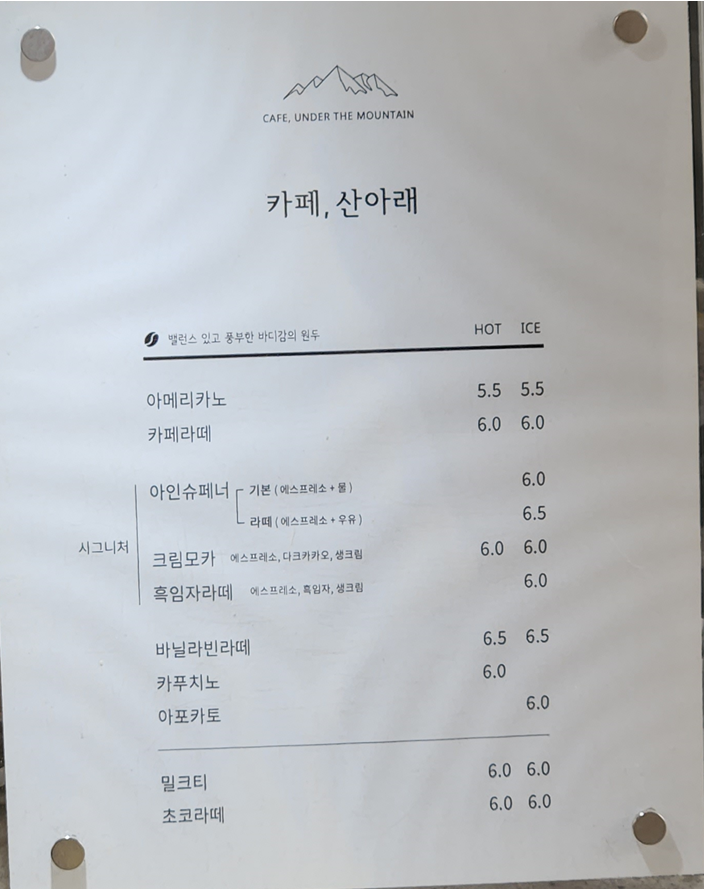 CAFE, UNDER THE MOUNTAIN
카페, 산아래
밸런스 있고 풍부한 바디감의 원두 HOT ICE
아메리카노 5.5 5.5
카페라떼 6.0 6.0
시그니처
아인슈페너 기본 ( 에스프레소 + 물 ) 6.0
라떼 ( 에스프레소 + 우유 ) 6.5
크림모카 에스프레소, 다크카카오, 생크림 6.0 6.0
흑임자라떼 에스프레소, 흑임자, 생크림 6.0
바닐라빈라떼 6.5 6.5
카푸치노 6.0
아포카토 6.0
밀크티 6.0 6.0
초코라떼 6.0 6.0